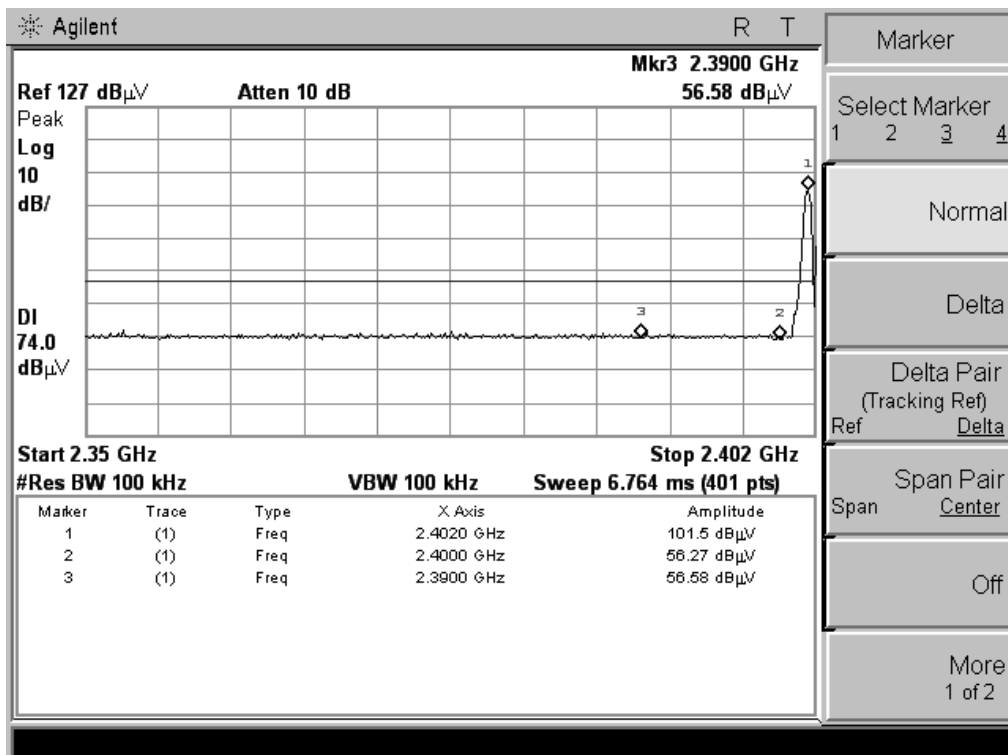 Agilent R T
Mkr3 2.3900 GHz
Ref 127 dBµV Atten 10 dB 56.58 dBµV
Peak
Log
10
dB/
1
3 2
DI
74.0
dBµV
Start 2.35 GHz Stop 2.402 GHz
#Res BW 100 kHz VBW 100 kHz Sweep 6.764 ms (401 pts)
Marker Trace Type X Axis Amplitude
1 (1) Freq 2.4020 GHz 101.5 dBµV
2 (1) Freq 2.4000 GHz 56.27 dBµV
3 (1) Freq 2.3900 GHz 56.58 dBµV
Marker
Select Marker
1 2 3 4
Normal
Delta
Delta Pair
(Tracking Ref)
Ref Delta
Span Pair
Span Center
Off
More
1 of 2